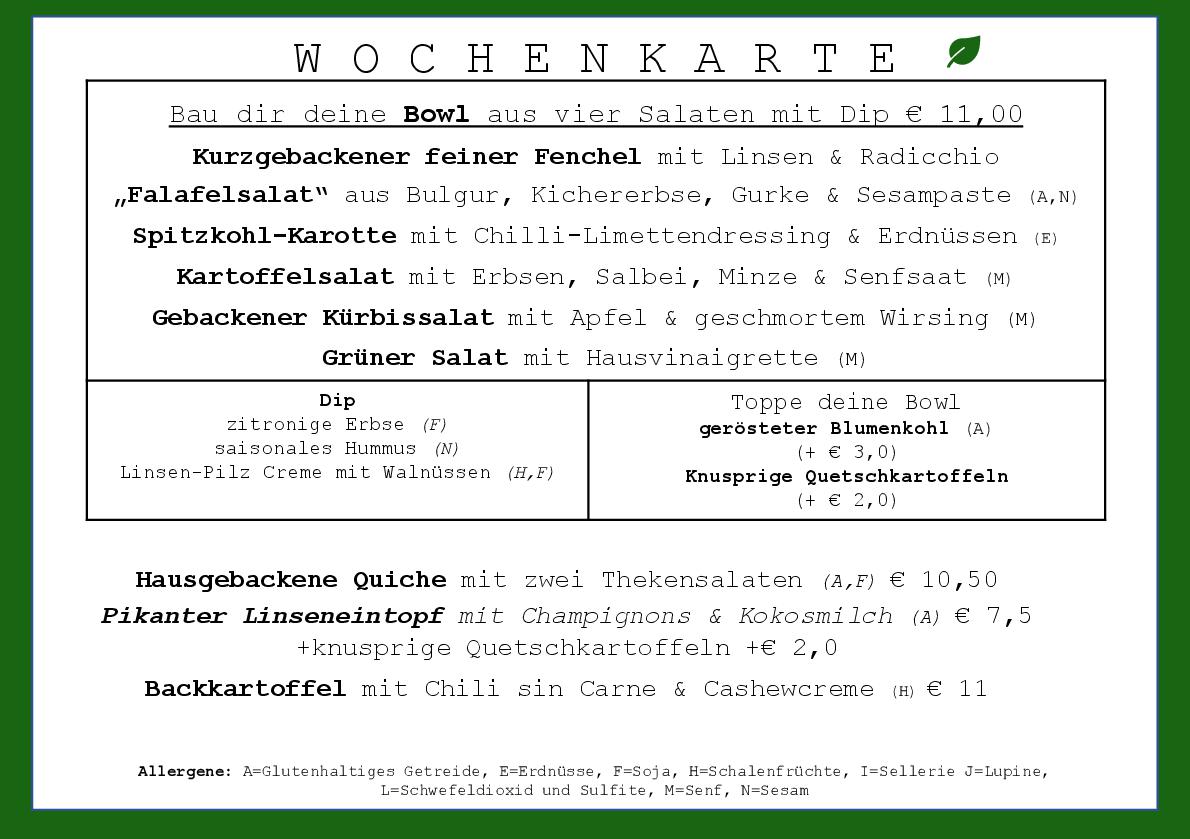 WOCHENKARTE
Bau dir deine Bowl aus vier Salaten mit Dip € 11,00
Kurzgebackener feiner Fenchel mit Linsen & Radicchio
„Falafelsalat“ aus Bulgur, Kichererbse, Gurke & Sesampaste (A,N)
Spitzkohl-Karotte mit Chilli-Limettendressing & Erdnüssen (E)
Kartoffelsalat mit Erbsen, Salbei, Minze & Senfsaat (M)
Gebackener Kürbissalat mit Apfel & geschmortem Wirsing (M)
Grüner Salat mit Hausvinaigrette (M)
Dip
zitronige Erbse (F)
saisonales Hummus (N)
Linsen-Pilz Creme mit Walnüssen (H,F)
Toppe deine Bowl
gerösteter Blumenkohl (A)
(+ € 3,0)
Knusprige Quetschkartoffeln
(+ € 2,0)
Hausgebackene Quiche mit zwei Thekensalaten (A,F) € 10,50
Pikanter Linseneintopf mit Champignons & Kokosmilch (A) € 7,5
+knusprige Quetschkartoffeln +€ 2,0
Backkartoffel mit Chili sin Carne & Cashewcreme (H) € 11
Allergene: A=Glutenhaltiges Getreide, E=Erdnüsse, F=Soja, H=Schalenfrüchte, I=Sellerie J=Lupine,
L=Schwefeldioxid und Sulfite, M=Senf, N=Sesam